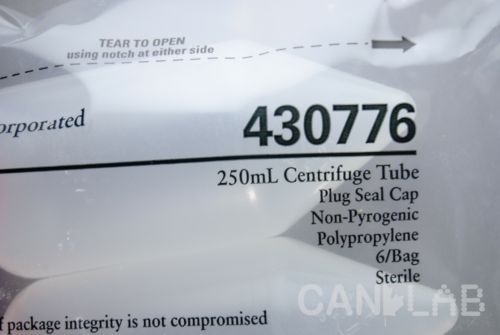 TEAR TO OPEN
using notch at either side
orporated
430776
250mL Centrifuge Tube
Plug Seal Cap
Non-Pyrogenic
Polypropylene
6/Bag
Sterile
f package integrity is not compromised
CANLAB